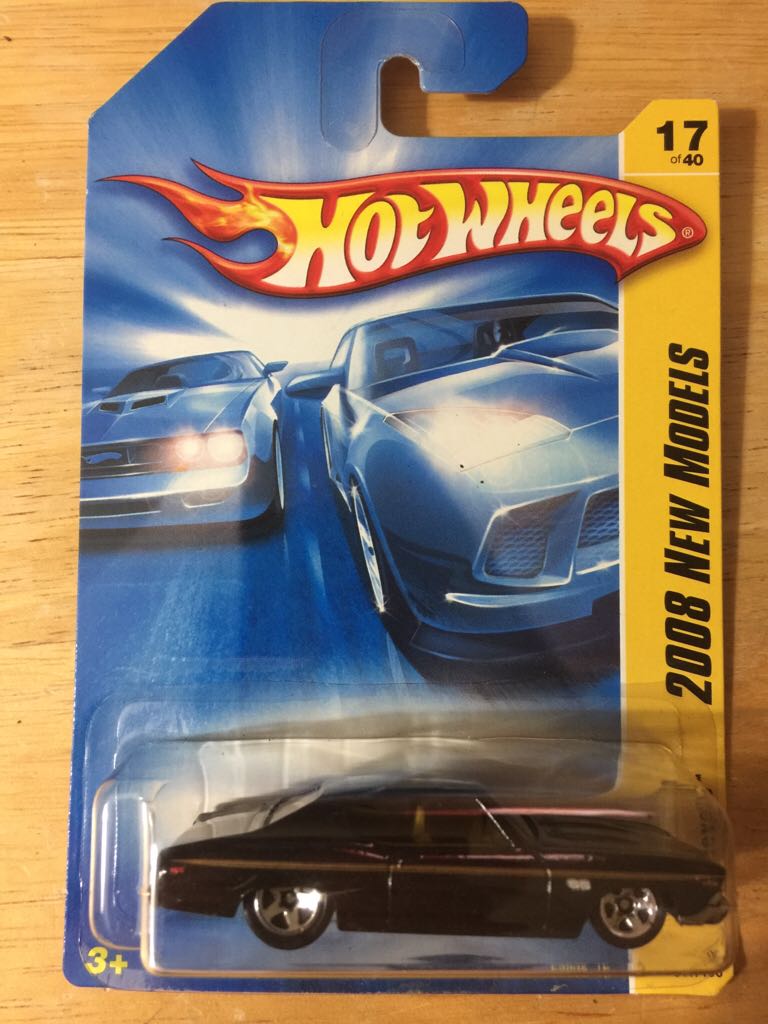 17
of 40
HOT WHEELS®
2008 NEW MODELS
3+